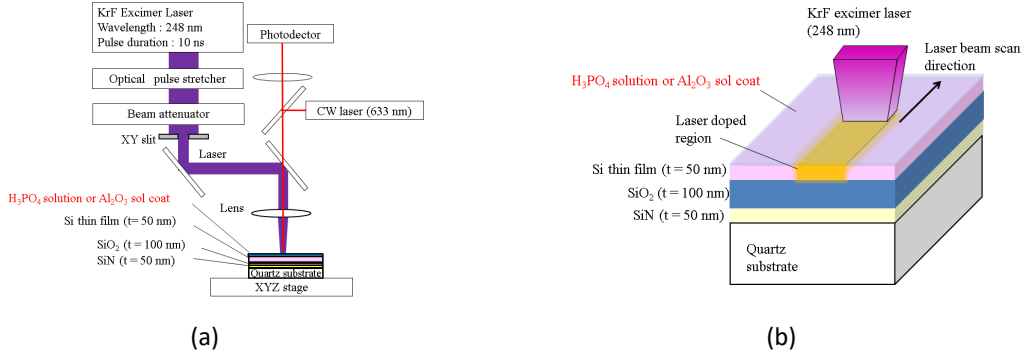 KrF Excimer Laser
Wavelength : 248 nm
Pulse duration : 10 ns
Optical pulse stretcher
Beam attenuator
XY slit
Laser
Photodector
CW laser (633 nm)
H₃PO₄ solution or Al₂O₃ sol coat
Lens
Si thin film (t= 50 nm)
SiO₂ (t = 100 nm)
SiN (t = 50 nm)
Quartz substrate
XYZ stage
(a)
KrF excimer laser
(248 nm)
Laser beam scan
direction
H₃PO₄ solution or Al₂O₃ sol coat
Laser doped
region
Si thin film (t = 50 nm)
SiO₂ (t = 100 nm)
SiN (t = 50 nm)
Quartz
substrate
(b)